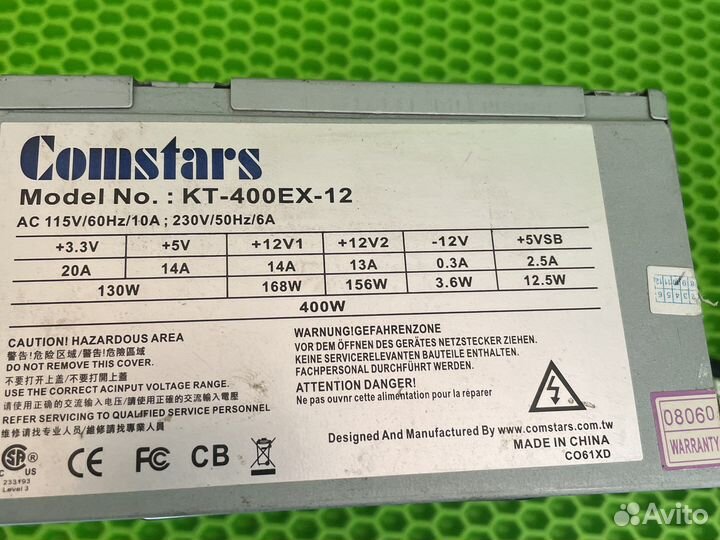 Comstars
Model No. : KT-400EX-12
AC 115V/60Hz/10A ; 230V/50Hz/6A
+3.3V +5V +12V1 +12V2 -12V +5VSB
20A 14A 14A 13A 0.3A 2.5A
130W 168W 156W 3.6W 12.5W
400W
CAUTION! HAZARDOUS AREA
警告!危险区域/警告!危險區域
DO NOT REMOVE THIS COVER.
不要打开上盖/不要打開上蓋
USE THE CORRECT ACINPUT VOLTAGE RANGE.
请使用正确的交流输入电压/請使用正確的交流輸入電壓
REFER SERVICING TO QUALIFIED SERVICE PERSONNEL
维修请找专业人员/維修請找專業人員
WARNUNG!GEFAHRENZONE
VOR DEM ÖFFNEN DES GERÄTES NETZSTECKER ZIEHEN.
KEINE SERVICERELEVANTEN BAUTEILE ENTHALTEN.
FACHPERSONAL DURCHGEFÜHRT WERDEN.
ATTENTION DANGER!
Ne pas ouvnr cette alimentation pour la réparer
Designed And Manufactured By www.comstars.com.tw
MADE IN CHINA
CO61XD
SA
C US
233193
Level 3
CE FC CB
08060
WARRANTY
Avito